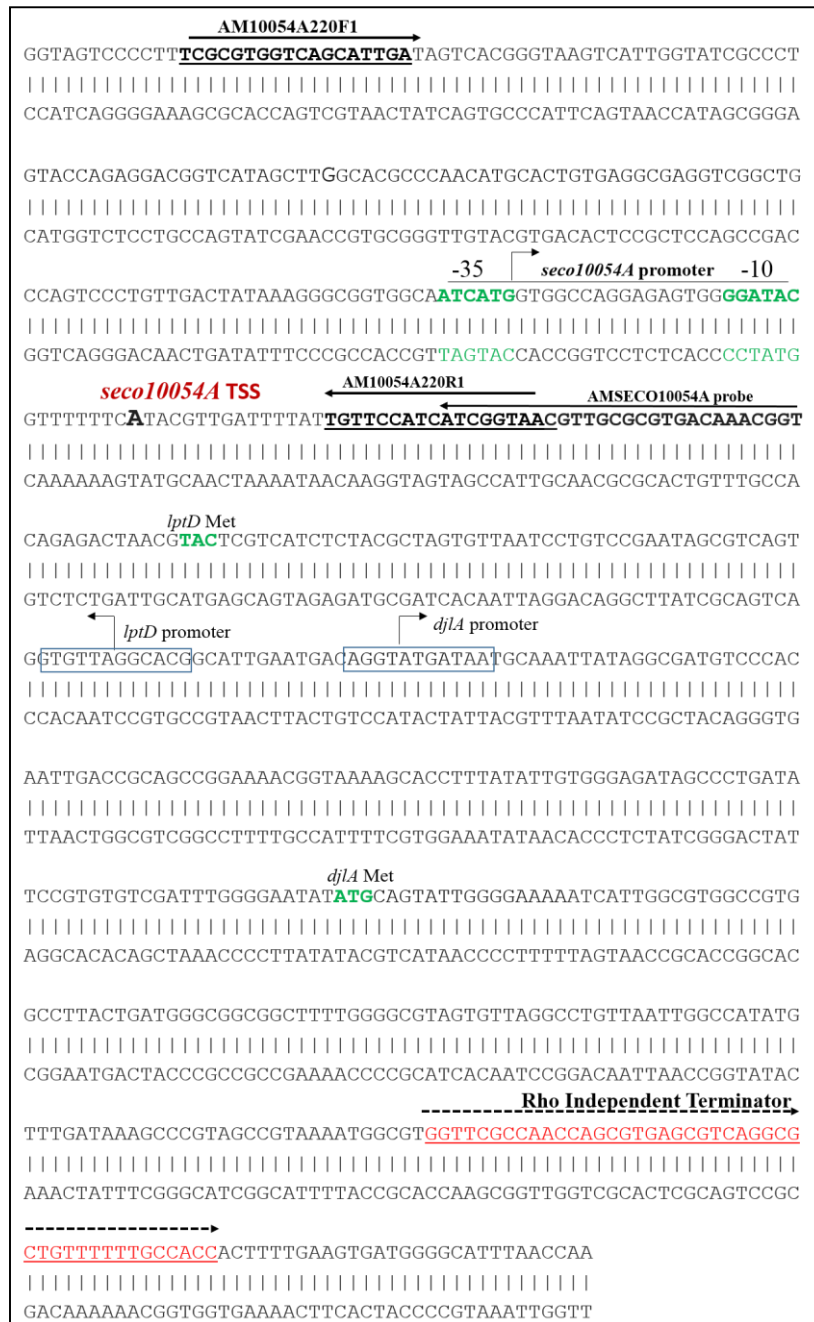 AM10054A220F1
GGTAGTCCCCTTTCGCGTGGTCAGCATTGATAGTCACGGGTAAGTCATTGGTATCGCCCT
||||||||||||||||||||||||||||||||||||||||||||||||||||||||||||
CCATCAGGGGAAAGCGCACCAGTCGTAACTATCAGTGCCCATTCAGTAACCATAGCGGGA
GTACCAGAGGACGGTCATAGCTTGGCACGCCCAACATGCACTGTGAGGCGAGGTCGGCTG
||||||||||||||||||||||||||||||||||||||||||||||||||||||||||||
CATGGTCTCCTGCCAGTATCGAACCGTGCGGGTTGTACGTGACACTCCGCTCCAGCCGAC
-35 seco10054A promoter -10
CCAGTCCCTGTTGACTATAAAGGGCGGTGGCAATCATGGTGGCCAGGAGAGTGGGGATAC
||||||||||||||||||||||||||||||||||||||||||||||||||||||||||||
GGTCAGGGACAACTGATATTTCCCGCCACCGTTAGTACCACCGGTCCTCTCACCCCTATG
seco10054A TSS AM10054A220R1 AMSECO10054A probe
GTTTTTTCATACGTTGATTTTATTGTTCCATCATCGGTAACGTTGCGCGTGACAAACGGT
||||||||||||||||||||||||||||||||||||||||||||||||||||||||||||
CAAAAAAGTATGCAACTAAAATAACAAGGTAGTAGCCATTGCAACGCGCACTGTTTGCCA
lptD Met
CAGAGACTAACGTACTCGTCATCTCTACGCTAGTGTTAATCCTGTCCGAATAGCGTCAGT
||||||||||||||||||||||||||||||||||||||||||||||||||||||||||||
GTCTCTGATTGCATGAGCAGTAGAGATGCGATCACAATTAGGACAGGCTTATCGCAGTCA
lptD promoter djlA promoter
GGTGTTAGGCACGGCATTGAATGACAGGTATGATAATGCAAATTATAGGCGATGTCCCAC
||||||||||||||||||||||||||||||||||||||||||||||||||||||||||||
CCACAATCCGTGCCGTAACTTACTGTCCATACTATTACGTTTAATATCCGCTACAGGGTG
AATTGACCGCAGCCGGAAAACGGTAAAAGCACCTTTATATTGTGGGAGATAGCCCTGATA
||||||||||||||||||||||||||||||||||||||||||||||||||||||||||||
TTAACTGGCGTCGGCCTTTTGCCATTTTCGTGGAAATATAACACCCTCTATCGGGACTAT
djlA Met
TCCGTGTGTCGATTTGGGGAATATATGCAGTATTGGGGAAAAATCATTGGCGTGGCCGTG
||||||||||||||||||||||||||||||||||||||||||||||||||||||||||||
AGGCACACAGCTAAACCCCTTATATACGTCATAACCCCTTTTTAGTAACCGCACCGGCAC
GCCTTACTGATGGGCGGCGGCTTTTGGGGCGTAGTGTTAGGCCTGTTAATTGGCCATATG
||||||||||||||||||||||||||||||||||||||||||||||||||||||||||||
CGGAATGACTACCCGCCGCCGAAAACCCCGCATCACAATCCGGACAATTAACCGGTATAC
Rho Independent Terminator
TTTGATAAAGCCCGTAGCCGTAAAATGGCGTGGTTCGCCAACCAGCGTGAGCGTCAGGCG
||||||||||||||||||||||||||||||||||||||||||||||||||||||||||||
AAACTATTTCGGGCATCGGCATTTTACCGCACCAAGCGGTTGGTCGCACTCGCAGTCCGC
CTGTTTTTTGCCACCACTTTTGAAGTGATGGGGCATTTAACCAA
||||||||||||||||||||||||||||||||||||||||||||
GACAAAAAACGGTGGTGAAAACTTCACTACCCCGTAAATTGGTT